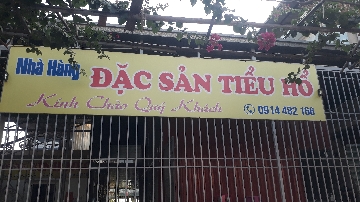 Nhà Hàng: ĐẶC SẢN TIỂU HỔ
Kính Chào Quý Khách 0914 482 168